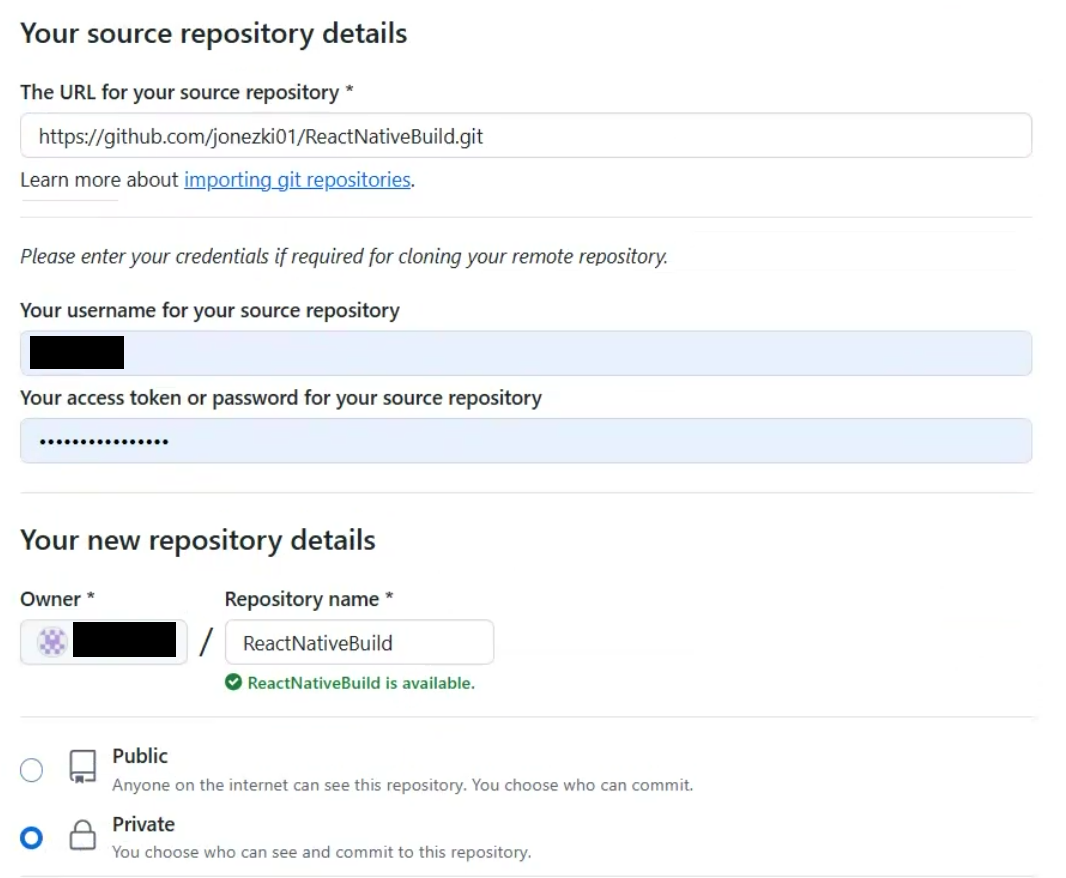 Your source repository details
The URL for your source repository *
https://github.com/jonezki01/ReactNativeBuild.git
Learn more about importing git repositories.
Please enter your credentials if required for cloning your remote repository.
Your username for your source repository
Your access token or password for your source repository
••••••••••••••••
Your new repository details
Owner * Repository name *
/ ReactNativeBuild
ReactNativeBuild is available.
Public
Anyone on the internet can see this repository. You choose who can commit.
Private
You choose who can see and commit to this repository.